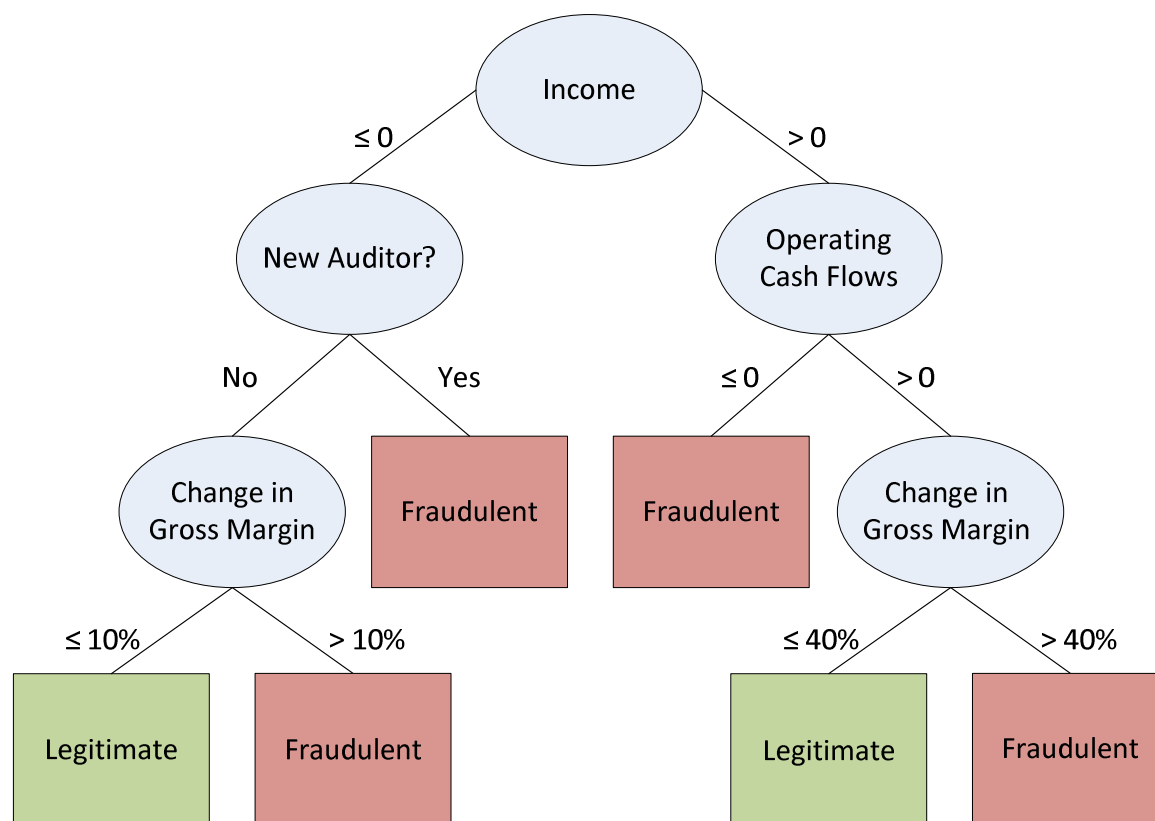 Income
≤ 0
> 0
New Auditor?
Operating
Cash Flows
No
Yes
≤ 0
> 0
Change in
Gross Margin
Fraudulent
Fraudulent
Change in
Gross Margin
≤ 10%
> 10%
≤ 40%
> 40%
Legitimate
Fraudulent
Legitimate
Fraudulent